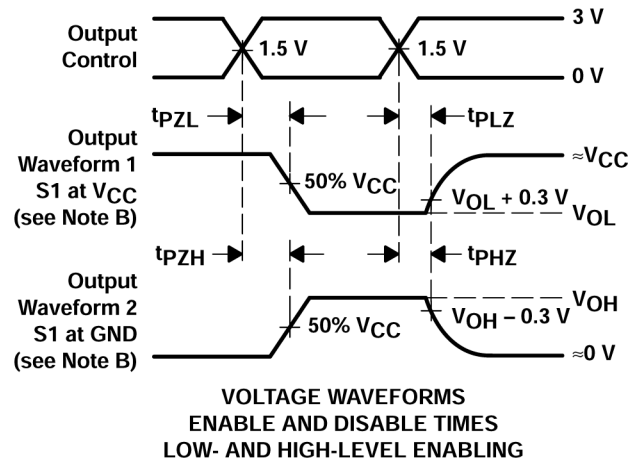 Output
Control
3 V
1.5 V
1.5 V
0 V
tPZL
tPLZ
Output
Waveform 1
S1 at VCC
(see Note B)
≈VCC
50% VCC
VOL + 0.3 V
VOL
tPZH
tPHZ
Output
Waveform 2
S1 at GND
(see Note B)
VOH
50% VCC
VOH – 0.3 V
≈0 V
VOLTAGE WAVEFORMS
ENABLE AND DISABLE TIMES
LOW- AND HIGH-LEVEL ENABLING